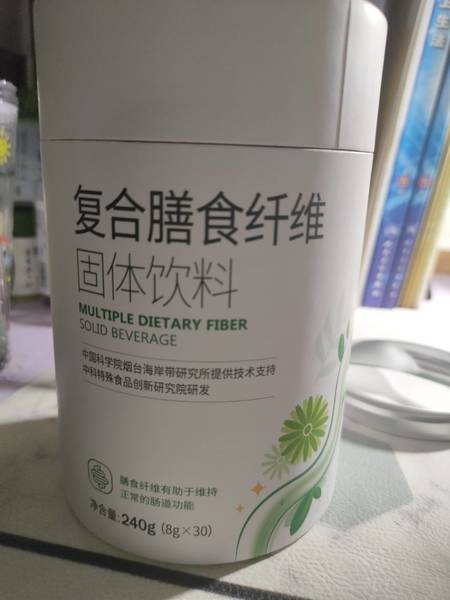 复合膳食纤维
固体饮料
MULTIPLE DIETARY FIBER
SOLID BEVERAGE
中国科学院烟台海岸带研究所提供技术支持
中科特殊食品创新研究院研发
膳食纤维有助于维持
正常的肠道功能
净含量:240g (8g×30)
生法